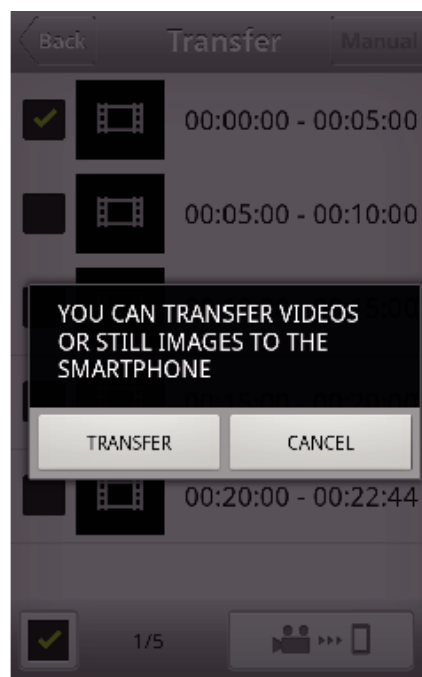 Back Transfer Manual
00:00:00 - 00:05:00
00:05:00 - 00:10:00
YOU CAN TRANSFER VIDEOS
OR STILL IMAGES TO THE
SMARTPHONE
TRANSFER CANCEL
00:20:00 - 00:22:44
1/5